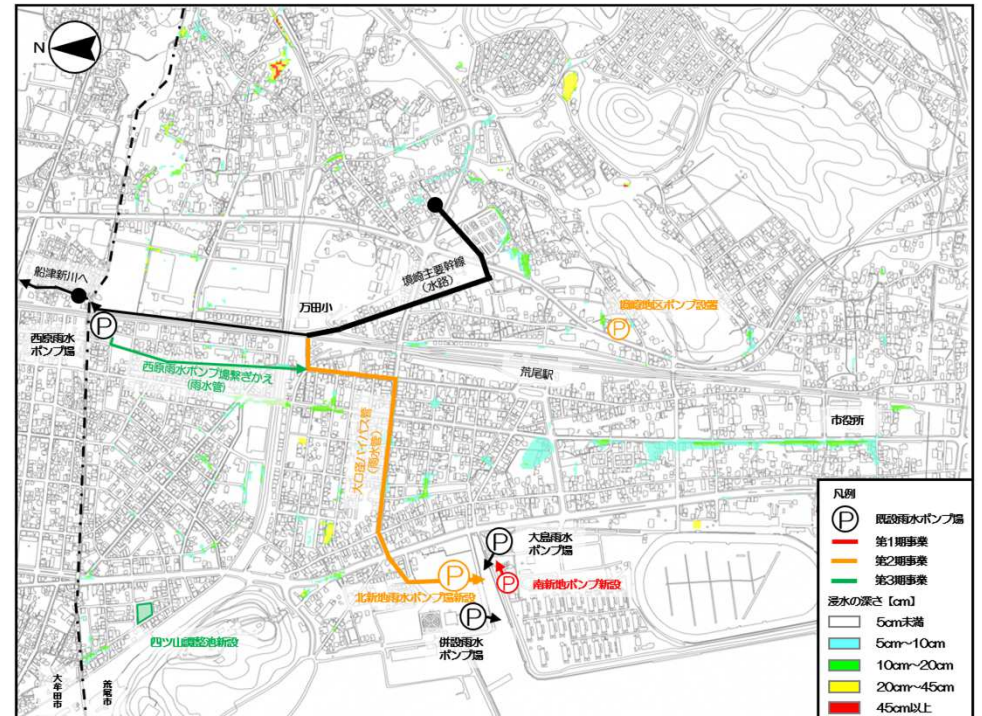 N
船津新川へ
西原雨水
ポンプ場
万田小
境崎主要幹線
(水路)
境崎地区ポンプ設置
西原雨水ポンプ場繋ぎかえ
(雨水管)
荒尾駅
大口径バイパス管
(雨水管)
市役所
大島雨水
ポンプ場
南新地ポンプ新設
北新地雨水ポンプ場新設
併設雨水
ポンプ場
四ツ山調整池新設
大牟田市
荒尾市
P
P
P
P
P
P
凡例
P 既設雨水ポンプ場
第1期事業
第2期事業
第3期事業
浸水の深さ [cm]
5cm未満
5cm～10cm
10cm～20cm
20cm～45cm
45cm以上